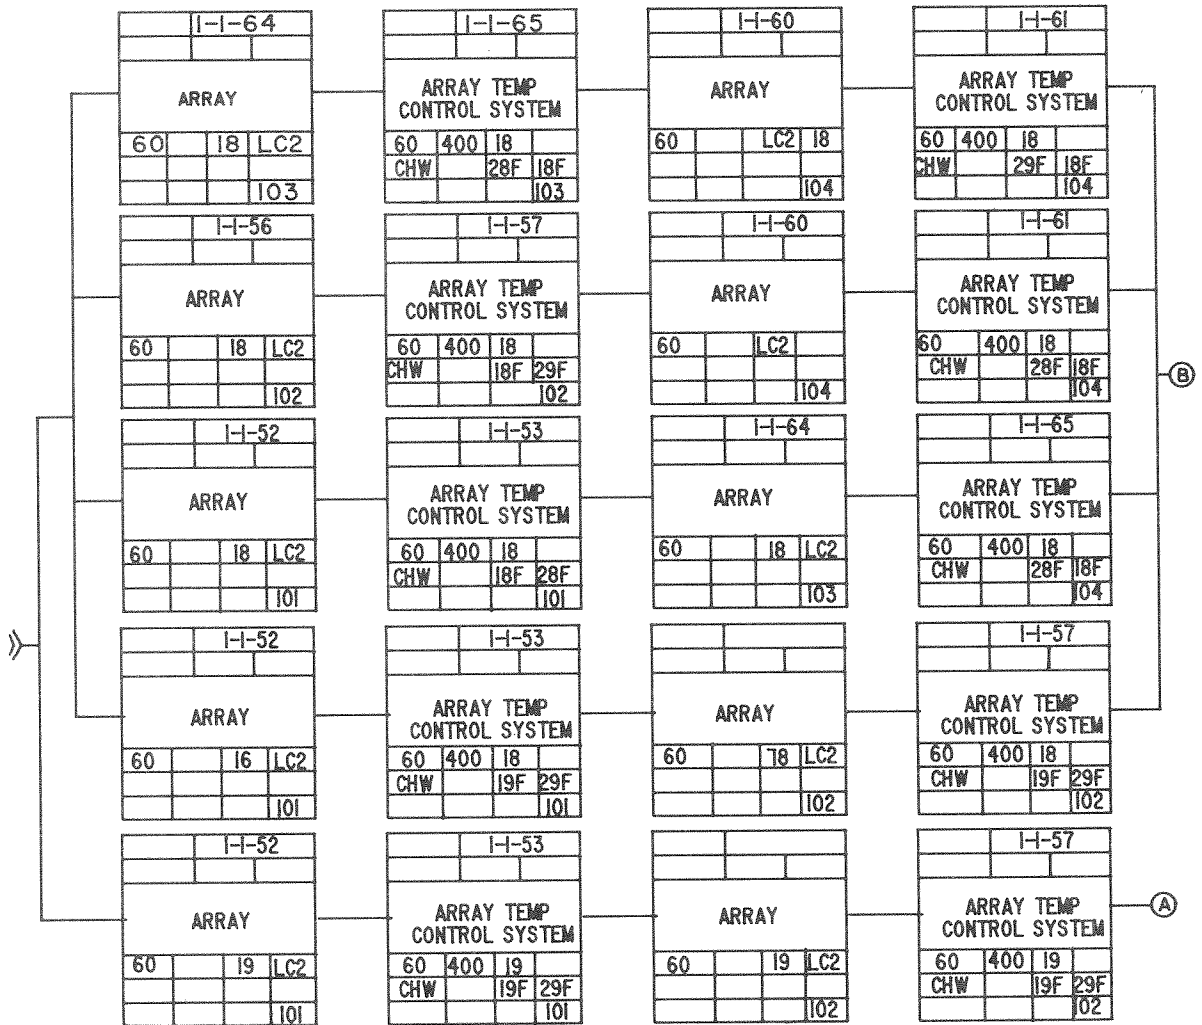 1-1-64 1-1-65 1-1-60 1-1-61
ARRAY ARRAY TEMP CONTROL SYSTEM ARRAY ARRAY TEMP CONTROL SYSTEM
60 18 LC2 60 400 18 60 LC2 18 60 400 18
CHW 28F 18F CHW 29F 18F
103 103 104 104
1-1-56 1-1-57 1-1-60 1-1-61
ARRAY ARRAY TEMP CONTROL SYSTEM ARRAY ARRAY TEMP CONTROL SYSTEM
60 18 LC2 60 400 18 60 LC2 60 400 18
CHW 18F 29F CHW 28F 18F
102 102 104 104
B
1-1-52 1-1-53 1-1-64 1-1-65
ARRAY ARRAY TEMP CONTROL SYSTEM ARRAY ARRAY TEMP CONTROL SYSTEM
60 18 LC2 60 400 18 60 18 LC2 60 400 18
CHW 18F 28F CHW 28F 18F
101 101 103 104
1-1-52 1-1-53 1-1-57
ARRAY ARRAY TEMP CONTROL SYSTEM ARRAY ARRAY TEMP CONTROL SYSTEM
60 16 LC2 60 400 18 60 78 LC2 60 400 18
CHW 19F 29F CHW 19F 29F
101 101 102 102
1-1-52 1-1-53 1-1-57
ARRAY ARRAY TEMP CONTROL SYSTEM ARRAY ARRAY TEMP CONTROL SYSTEM
A
60 19 LC2 60 400 19 60 19 LC2 60 400 19
CHW 19F 29F CHW 19F 29F
101 101 102 102